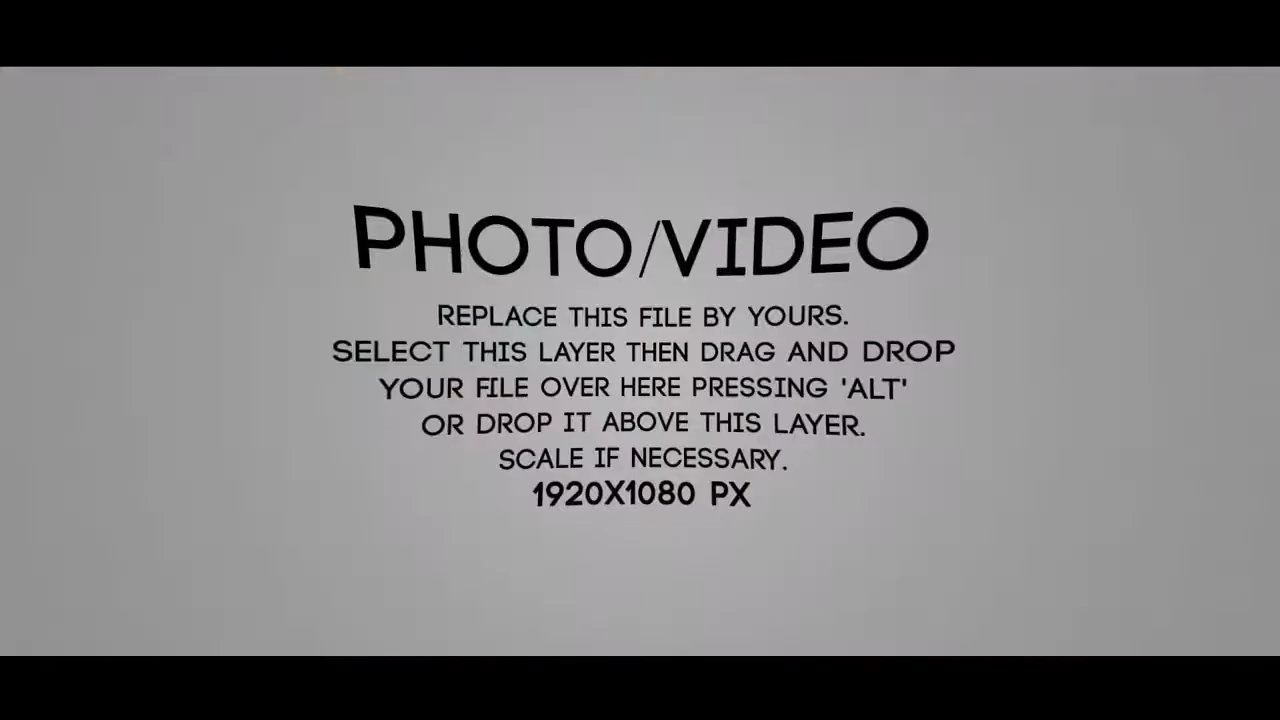 PHOTO/VIDEO
REPLACE THIS FILE BY YOURS.
SELECT THIS LAYER THEN DRAG AND DROP
YOUR FILE OVER HERE PRESSING 'ALT'
OR DROP IT ABOVE THIS LAYER.
SCALE IF NECESSARY.
1920X1080 PX